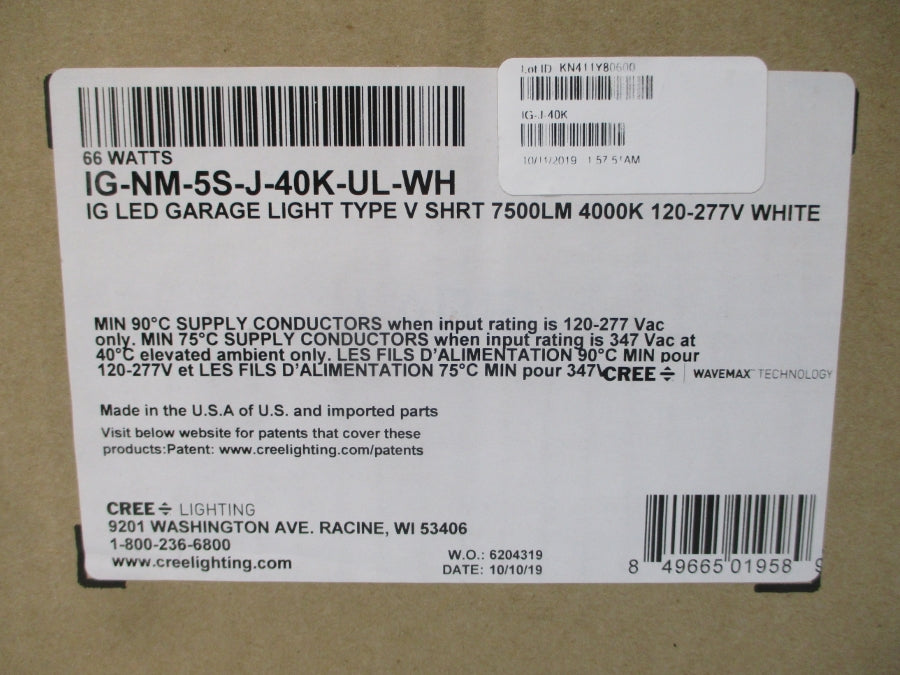 Lot ID KN411Y80600
IG-J-40K
10/11/2019 1:57:51AM
66 WATTS
IG-NM-5S-J-40K-UL-WH
IG LED GARAGE LIGHT TYPE V SHRT 7500LM 4000K 120-277V WHITE
MIN 90°C SUPPLY CONDUCTORS when input rating is 120-277 Vac
only. MIN 75°C SUPPLY CONDUCTORS when input rating is 347 Vac at
40°C elevated ambient only. LES FILS D'ALIMENTATION 90°C MIN pour
120-277V et LES FILS D'ALIMENTATION 75°C MIN pour 347V
CREE WAVEMAX™ TECHNOLOGY
Made in the U.S.A of U.S. and imported parts
Visit below website for patents that cover these
products:Patent: www.creelighting.com/patents
CREE LIGHTING
9201 WASHINGTON AVE. RACINE, WI 53406
1-800-236-6800
www.creelighting.com
W.O.: 6204319
DATE: 10/10/19
8 49665 01958 9